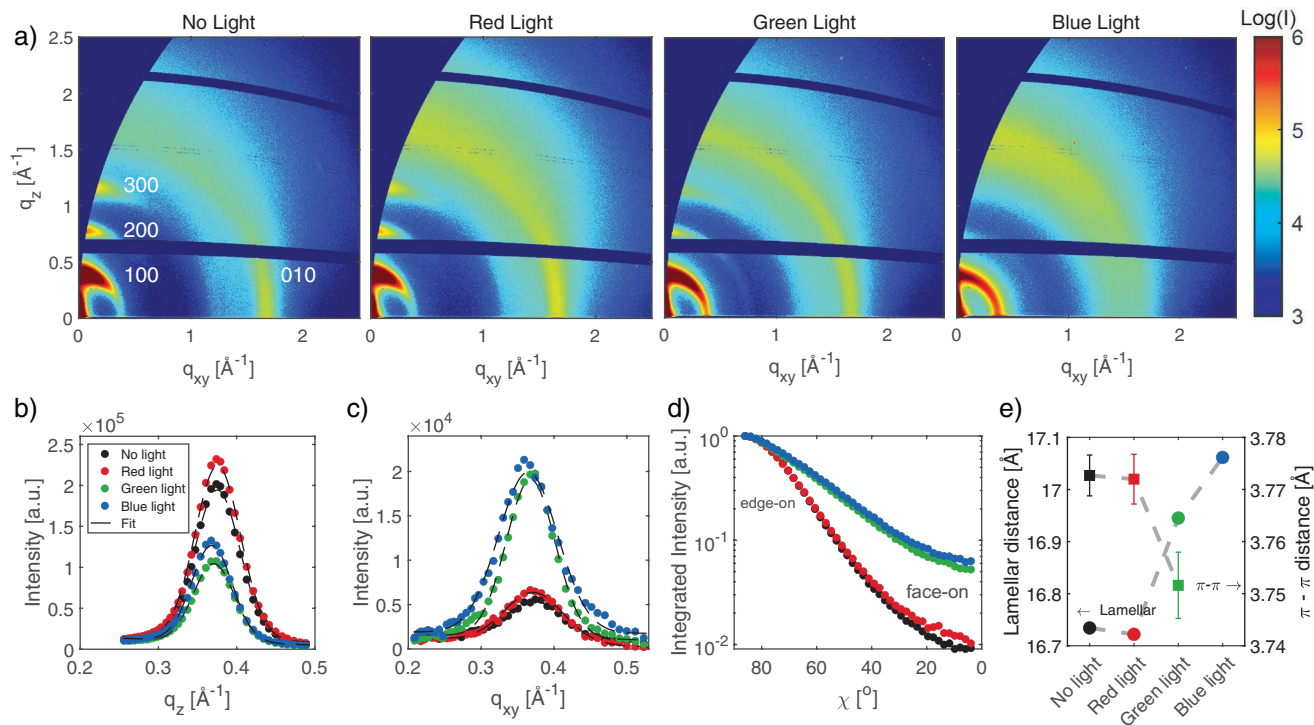 No Light
Red Light
Green Light
Blue Light
Log(I)
a)
2.5
2
1.5
1
0.5
0
q_z [Å⁻¹]
300
200
100
010
0 1 2
0 1 2
0 1 2
0 1 2
q_xy [Å⁻¹]
q_xy [Å⁻¹]
q_xy [Å⁻¹]
q_xy [Å⁻¹]
6
5
4
3
b)
×10⁵
2.5
2
1.5
1
0.5
0
Intensity [a.u.]
No light
Red light
Green light
Blue light
Fit
0.2 0.3 0.4 0.5
q_z [Å⁻¹]
c)
×10⁴
2
1.5
1
0.5
0
Intensity [a.u.]
0.2 0.3 0.4 0.5
q_xy [Å⁻¹]
d)
10⁰
10⁻¹
10⁻²
Integrated Intensity [a.u.]
edge-on
face-on
80 60 40 20 0
χ [°]
e)
17.1
17
16.9
16.8
16.7
Lamellar distance [Å]
← Lamellar
π-π →
3.78
3.77
3.76
3.75
3.74
π - π distance [Å]
No light
Red light
Green light
Blue light